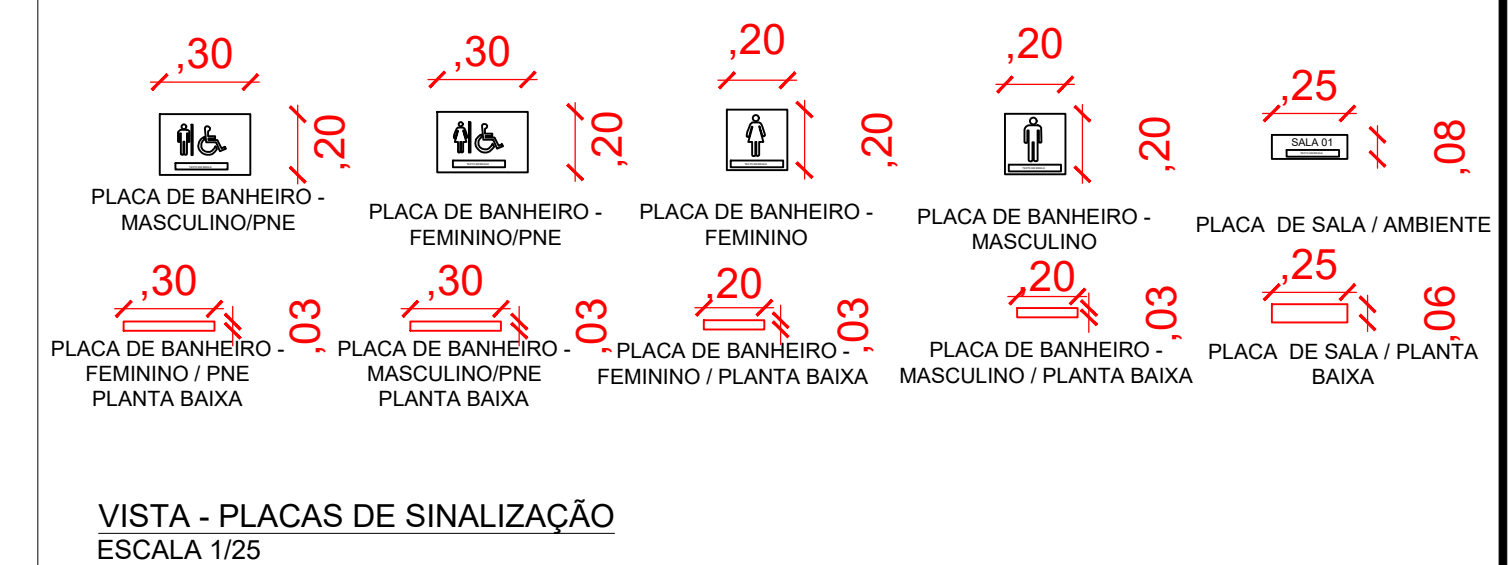 ,30
,30
,20
,20
,25
,20
,20
,20
,20
,08
SALA 01
PLACA DE BANHEIRO -
MASCULINO/PNE
PLACA DE BANHEIRO -
FEMININO/PNE
PLACA DE BANHEIRO -
FEMININO
PLACA DE BANHEIRO -
MASCULINO
PLACA DE SALA / AMBIENTE
,30
,30
,20
,20
,25
,03
,03
,03
,03
,06
PLACA DE BANHEIRO -
FEMININO / PNE
PLANTA BAIXA
PLACA DE BANHEIRO -
MASCULINO/PNE
PLANTA BAIXA
PLACA DE BANHEIRO -
FEMININO / PLANTA BAIXA
PLACA DE BANHEIRO -
MASCULINO / PLANTA BAIXA
PLACA DE SALA / PLANTA
BAIXA
VISTA - PLACAS DE SINALIZAÇÃO
ESCALA 1/25